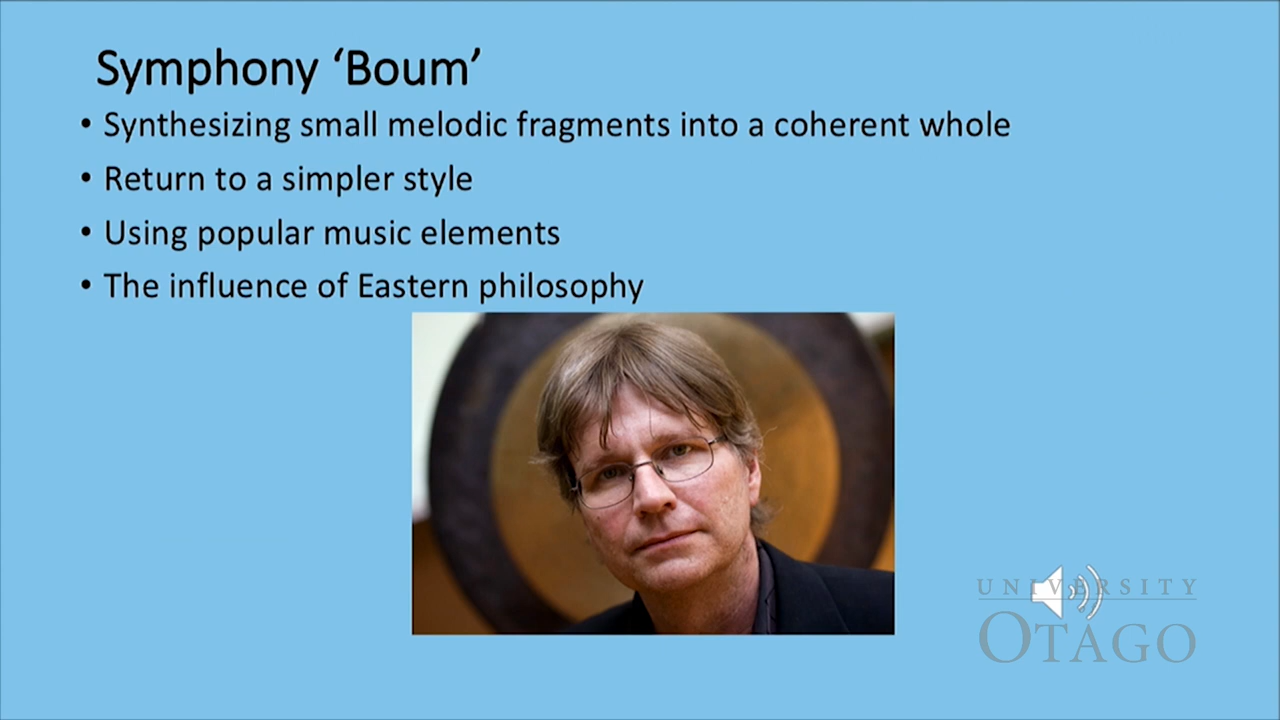 Symphony ‘Boum’
• Synthesizing small melodic fragments into a coherent whole
• Return to a simpler style
• Using popular music elements
• The influence of Eastern philosophy
UNIVERSITY
OTAGO